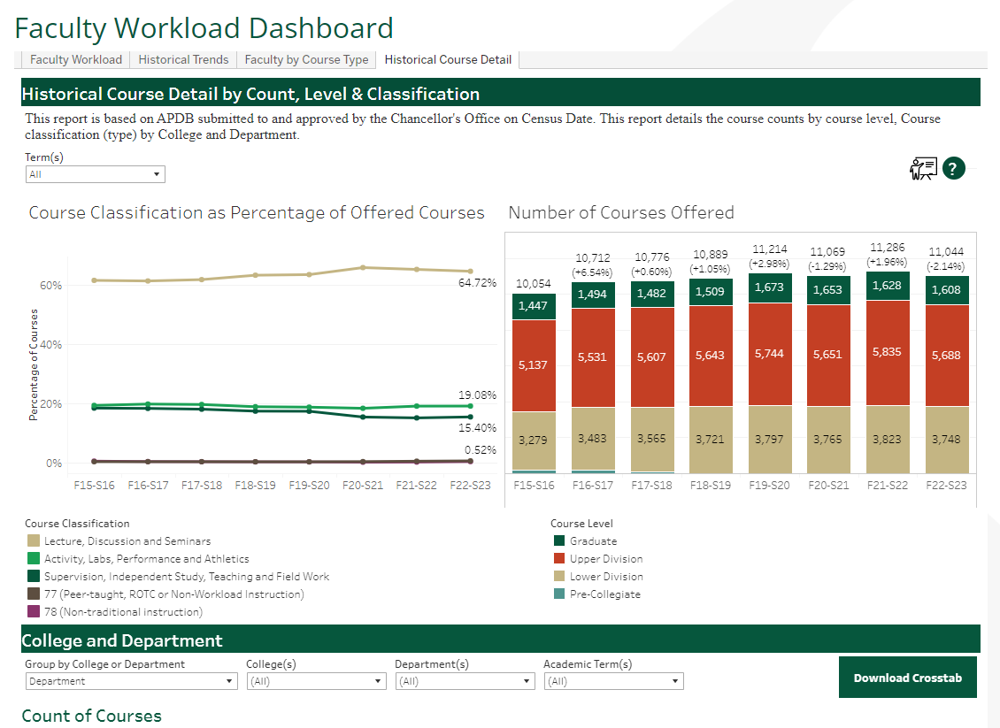 Faculty Workload Dashboard
Faculty Workload
Historical Trends
Faculty by Course Type
Historical Course Detail
Historical Course Detail by Count, Level & Classification
This report is based on APDB submitted to and approved by the Chancellor's Office on Census Date. This report details the course counts by course level, Course
classification (type) by College and Department.
Term(s)
All
?
Course Classification as Percentage of Offered Courses
Percentage of Courses
60%
40%
20%
0%
64.72%
19.08%
15.40%
0.52%
F15-S16 F16-S17 F17-S18 F18-S19 F19-S20 F20-S21 F21-S22 F22-S23
Number of Courses Offered
10,054
1,447
5,137
3,279
10,712
(+6.54%)
1,494
5,531
3,483
10,776
(+0.60%)
1,482
5,607
3,565
10,889
(+1.05%)
1,509
5,643
3,721
11,214
(+2.98%)
1,673
5,744
3,797
11,069
(-1.29%)
1,653
5,651
3,765
11,286
(+1.96%)
1,628
5,835
3,823
11,044
(-2.14%)
1,608
5,688
3,748
F15-S16 F16-S17 F17-S18 F18-S19 F19-S20 F20-S21 F21-S22 F22-S23
Course Classification
Lecture, Discussion and Seminars
Activity, Labs, Performance and Athletics
Supervision, Independent Study, Teaching and Field Work
77 (Peer-taught, ROTC or Non-Workload Instruction)
78 (Non-traditional instruction)
Course Level
Graduate
Upper Division
Lower Division
Pre-Collegiate
College and Department
Group by College or Department
Department
College(s)
(All)
Department(s)
(All)
Academic Term(s)
(All)
Download Crosstab
Count of Courses